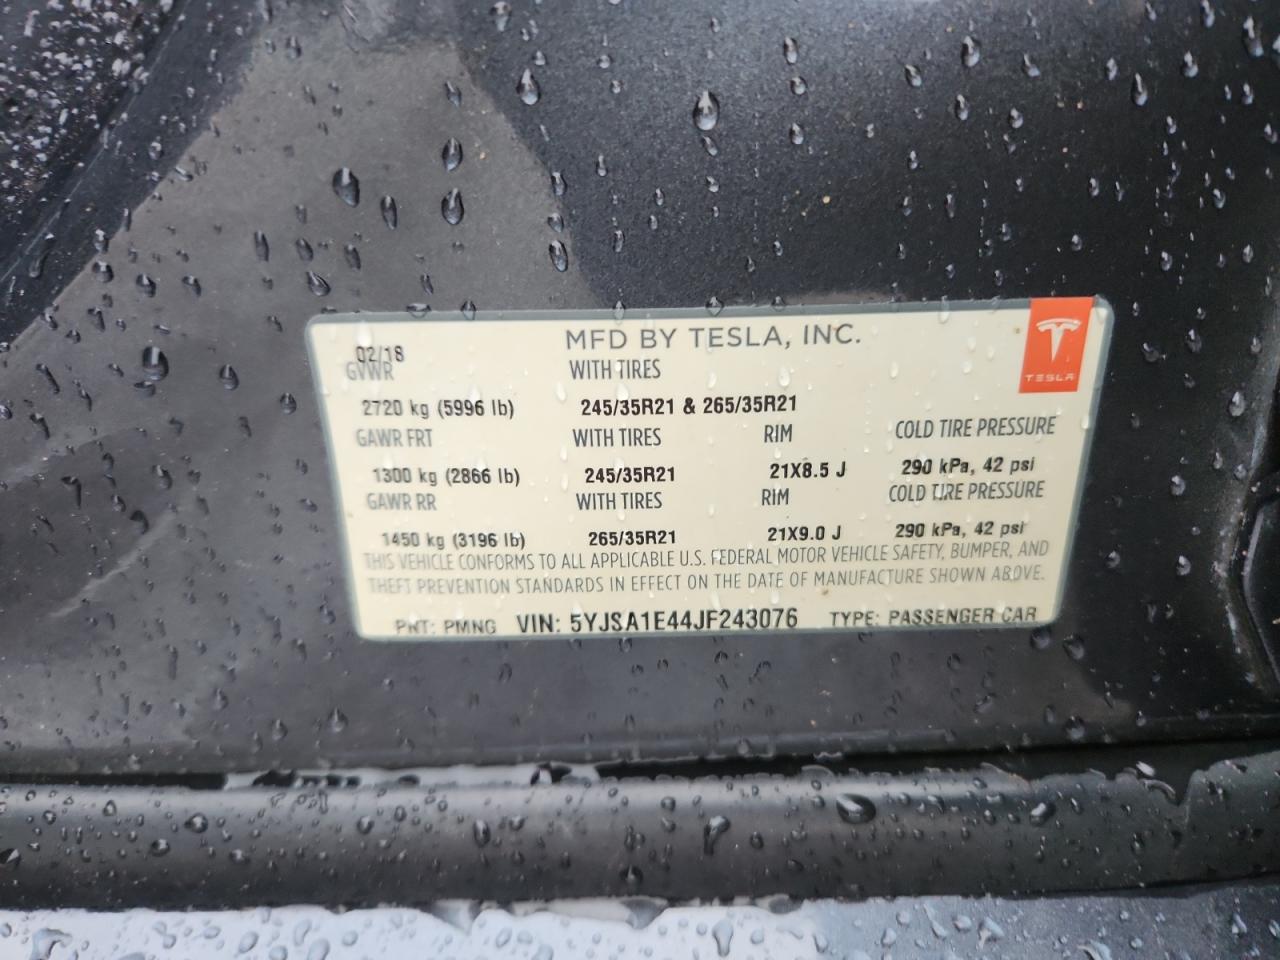 02/18 MFD BY TESLA, INC.
TESLA
GVWR WITH TIRES
2720 kg (5996 lb) 245/35R21 & 265/35R21
GAWR FRT WITH TIRES RIM COLD TIRE PRESSURE
1300 kg (2866 lb) 245/35R21 21X8.5 J 290 kPa, 42 psi
GAWR RR WITH TIRES RIM COLD TIRE PRESSURE
1450 kg (3196 lb) 265/35R21 21X9.0 J 290 kPa, 42 psi
THIS VEHICLE CONFORMS TO ALL APPLICABLE U.S. FEDERAL MOTOR VEHICLE SAFETY, BUMPER, AND
THEFT PREVENTION STANDARDS IN EFFECT ON THE DATE OF MANUFACTURE SHOWN ABOVE.
PNT: PMNG VIN: 5YJSA1E44JF243076 TYPE: PASSENGER CAR